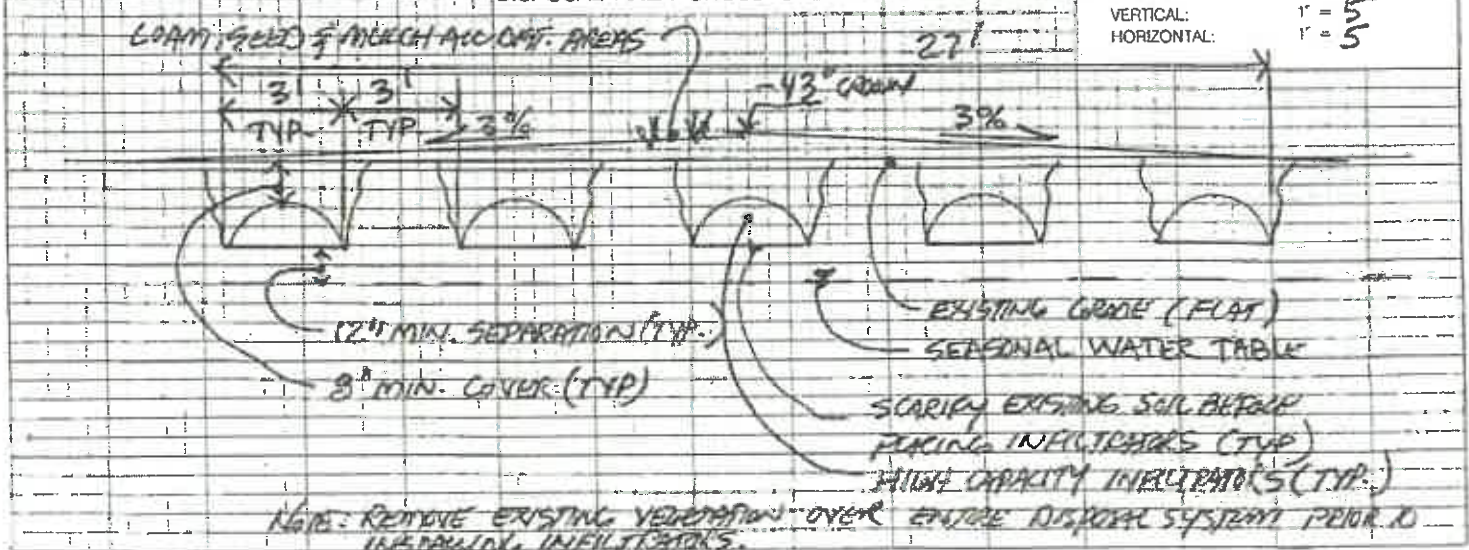 VERTICAL: 1" = 5
HORIZONTAL: 1" = 5
LOAM, SEED & MULCH ALL DIST. AREAS
27'
3' 3'
TYP. TYP.
3%
-43" CROWN
3%
12" MIN. SEPARATION (TYP.)
8" MIN. COVER (TYP)
EXISTING GRADE (FLAT)
SEASONAL WATER TABLE
SCARIFY EXISTING SOIL BEFORE
PLACING INFILTRATORS (TYP)
HIGH CAPACITY INFILTRATORS (TYP.)
NOTE: REMOVE EXISTING VEGETATION OVER ENTIRE DISPOSAL SYSTEM PRIOR TO
INSTALLING INFILTRATORS.